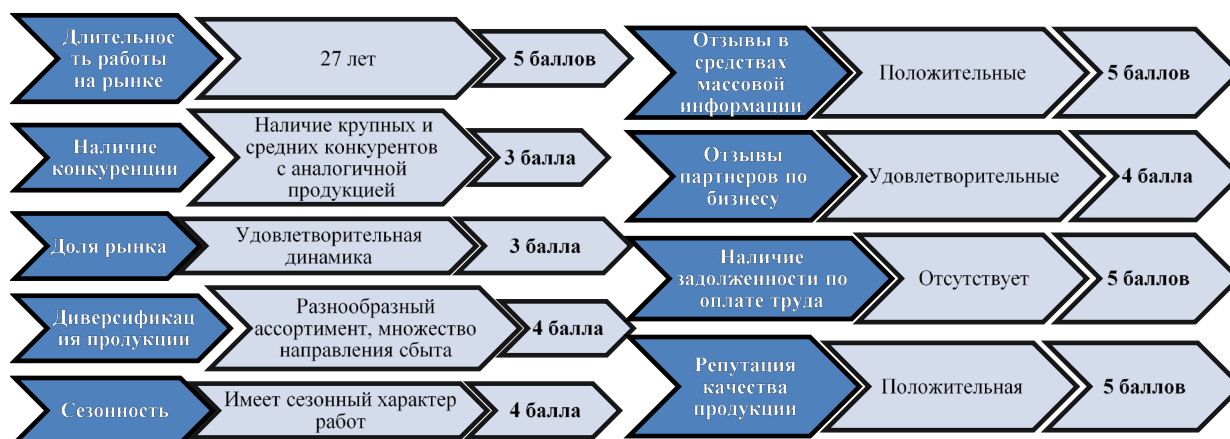 Длительнос
ть работы
на рынке
27 лет
5 баллов
Наличие
конкуренции
Наличие крупных и
средних конкурентов
с аналогичной
продукцией
3 балла
Доля рынка
Удовлетворительная
динамика
3 балла
Диверсификац
ия продукции
Разнообразный
ассортимент, множество
направления сбыта
4 балла
Сезонность
Имеет сезонный характер
работ
4 балла
Отзывы в
средствах
массовой
информации
Положительные
5 баллов
Отзывы
партнеров по
бизнесу
Удовлетворительные
4 балла
Наличие
задолженности по
оплате труда
Отсутствует
5 баллов
Репутация
качества
продукции
Положительная
5 баллов